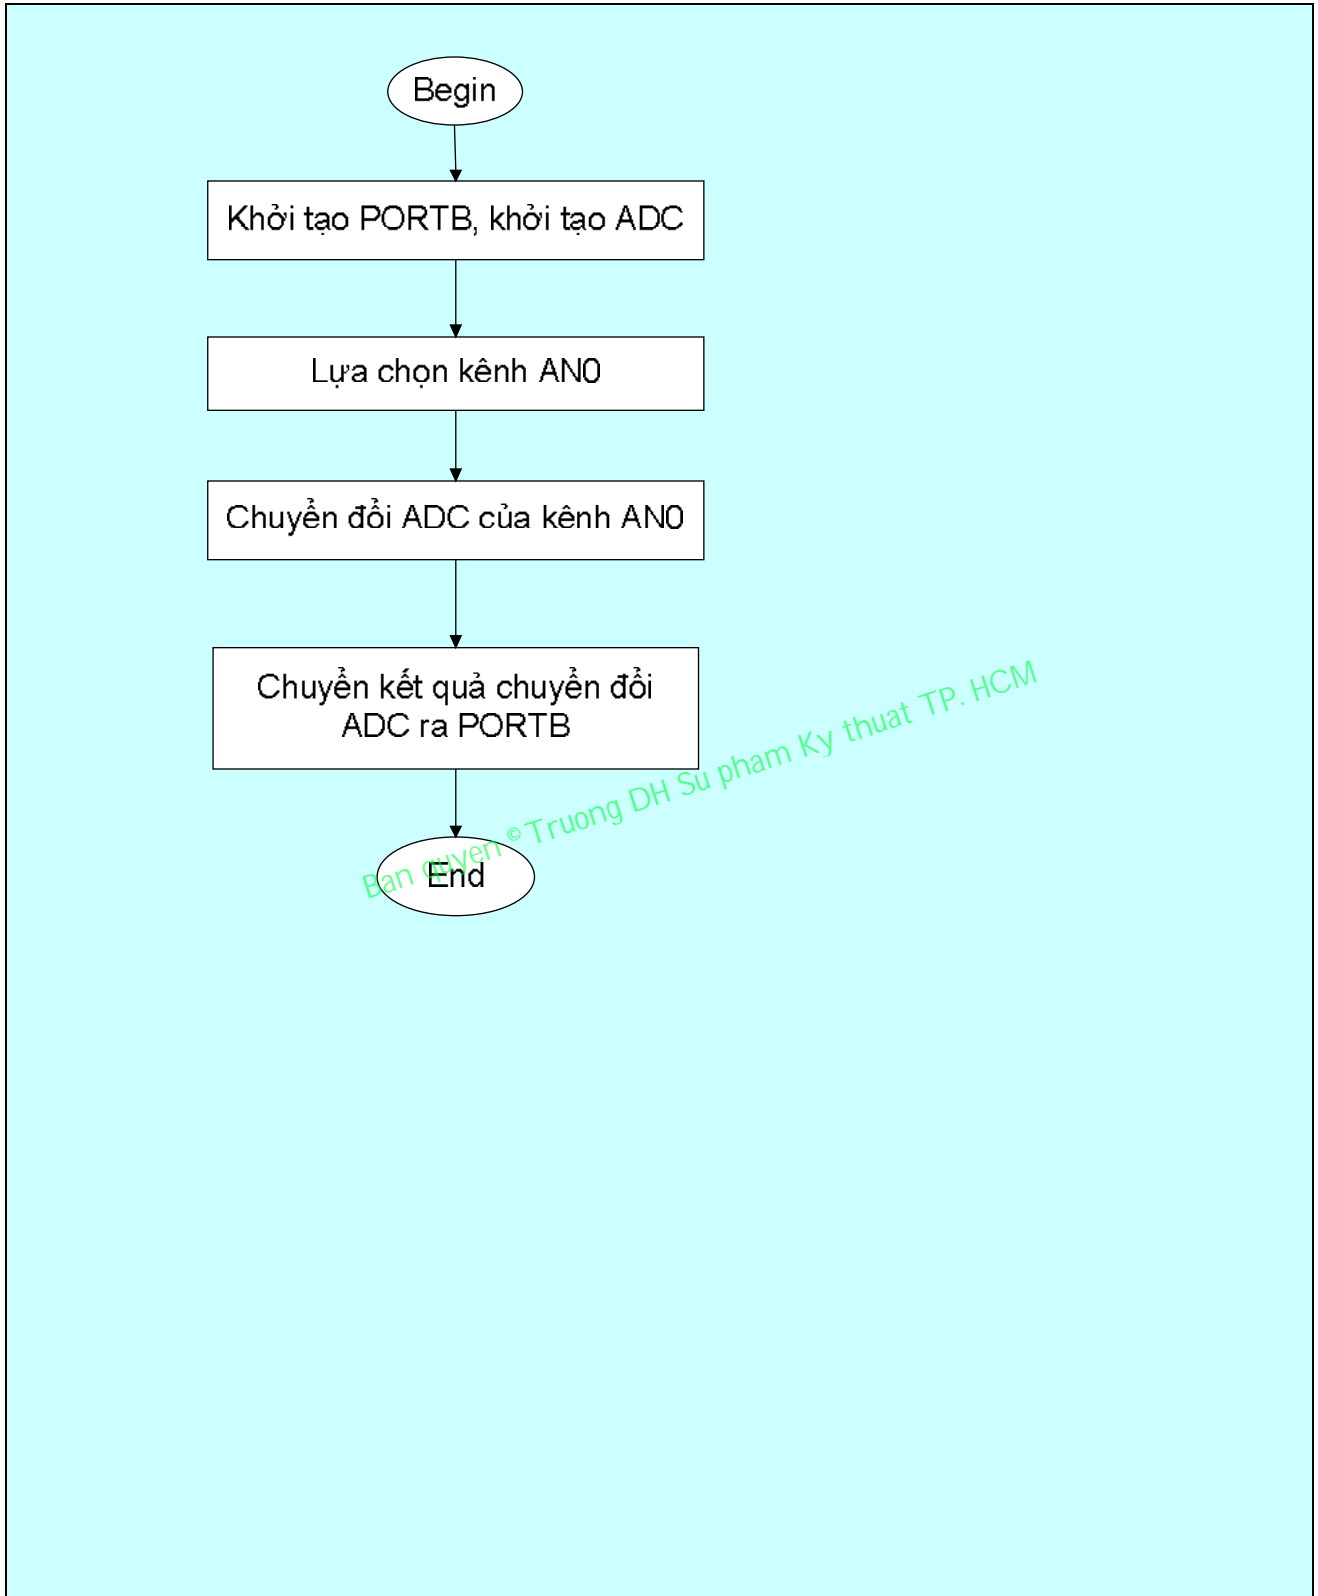 Begin
Khởi tạo PORTB, khởi tạo ADC
Lựa chọn kênh AN0
Chuyển đổi ADC của kênh AN0
Chuyển kết quả chuyển đổi
ADC ra PORTB
End
Ban quyen © Truong DH Su pham Ky thuat TP. HCM